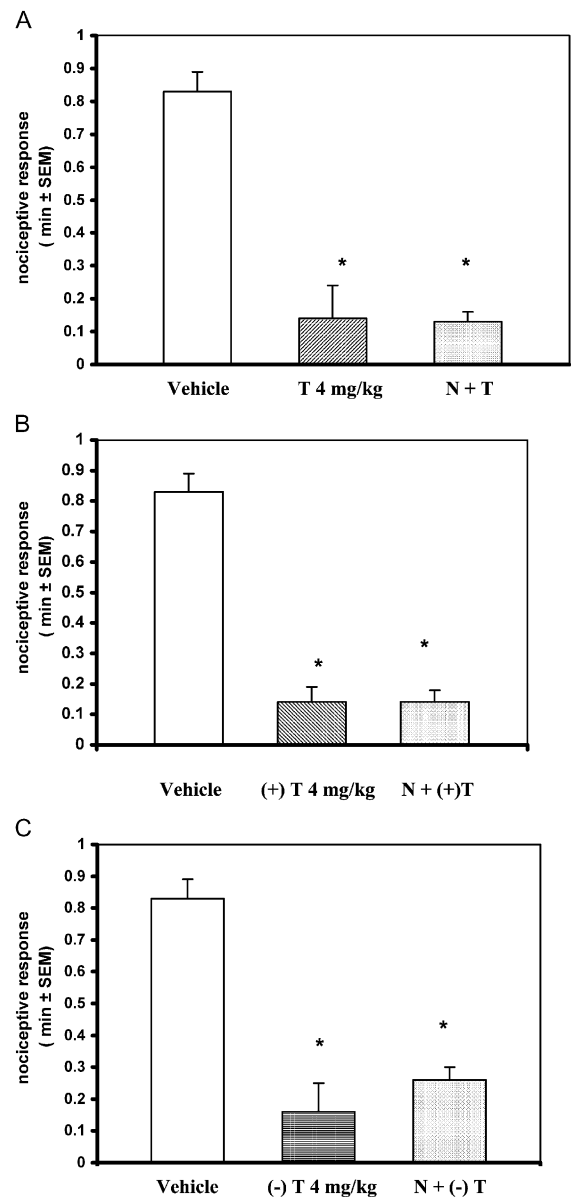 A
nociceptive response
( min ± SEM)
1
0.9
0.8
0.7
0.6
0.5
0.4
0.3
0.2
0.1
0
*
*
Vehicle
T 4 mg/kg
N + T
B
nociceptive response
( min ± SEM)
1
0.9
0.8
0.7
0.6
0.5
0.4
0.3
0.2
0.1
0
*
*
Vehicle
(+) T 4 mg/kg
N + (+)T
C
nociceptive response
( min ± SEM)
1
0.9
0.8
0.7
0.6
0.5
0.4
0.3
0.2
0.1
0
*
*
Vehicle
(-) T 4 mg/kg
N + (-) T